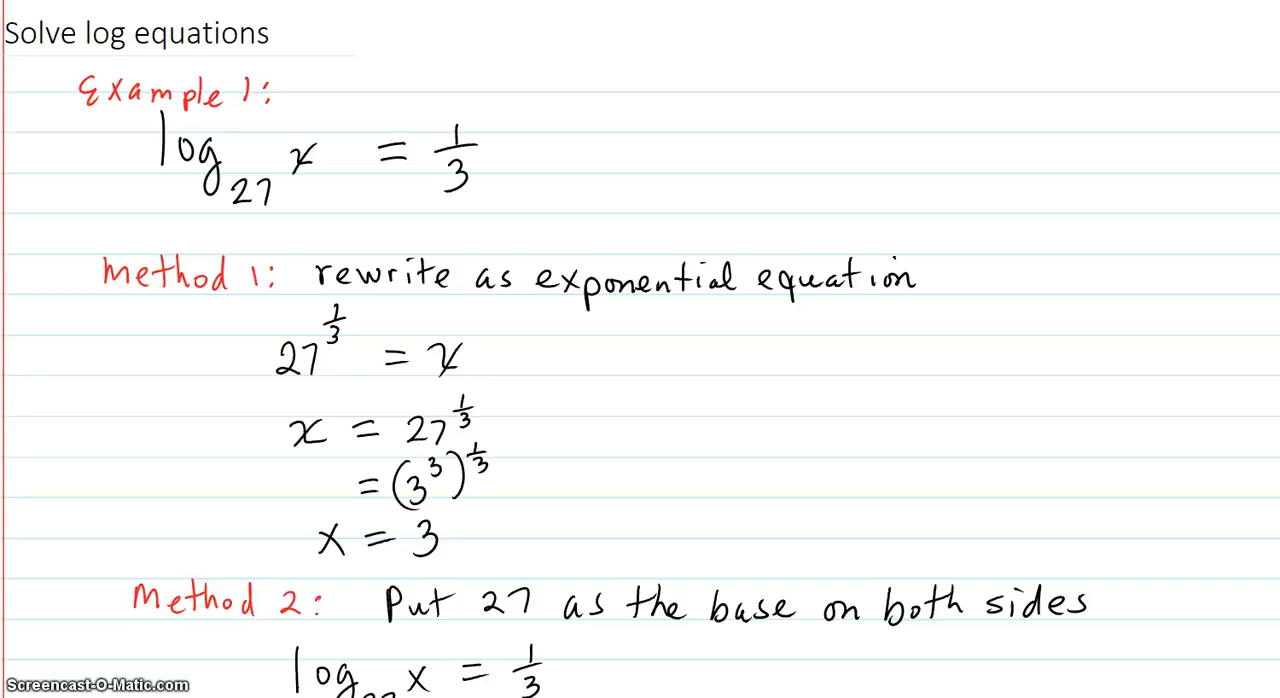 Solve log equations
Example 1:
log₂₇ x = 1/3
Method 1: rewrite as exponential equation
27^(1/3) = x
x = 27^(1/3)
= (3³)^(1/3)
x = 3
Method 2: Put 27 as the base on both sides
log₂₇ x = 1/3
Screencast-O-Matic.com